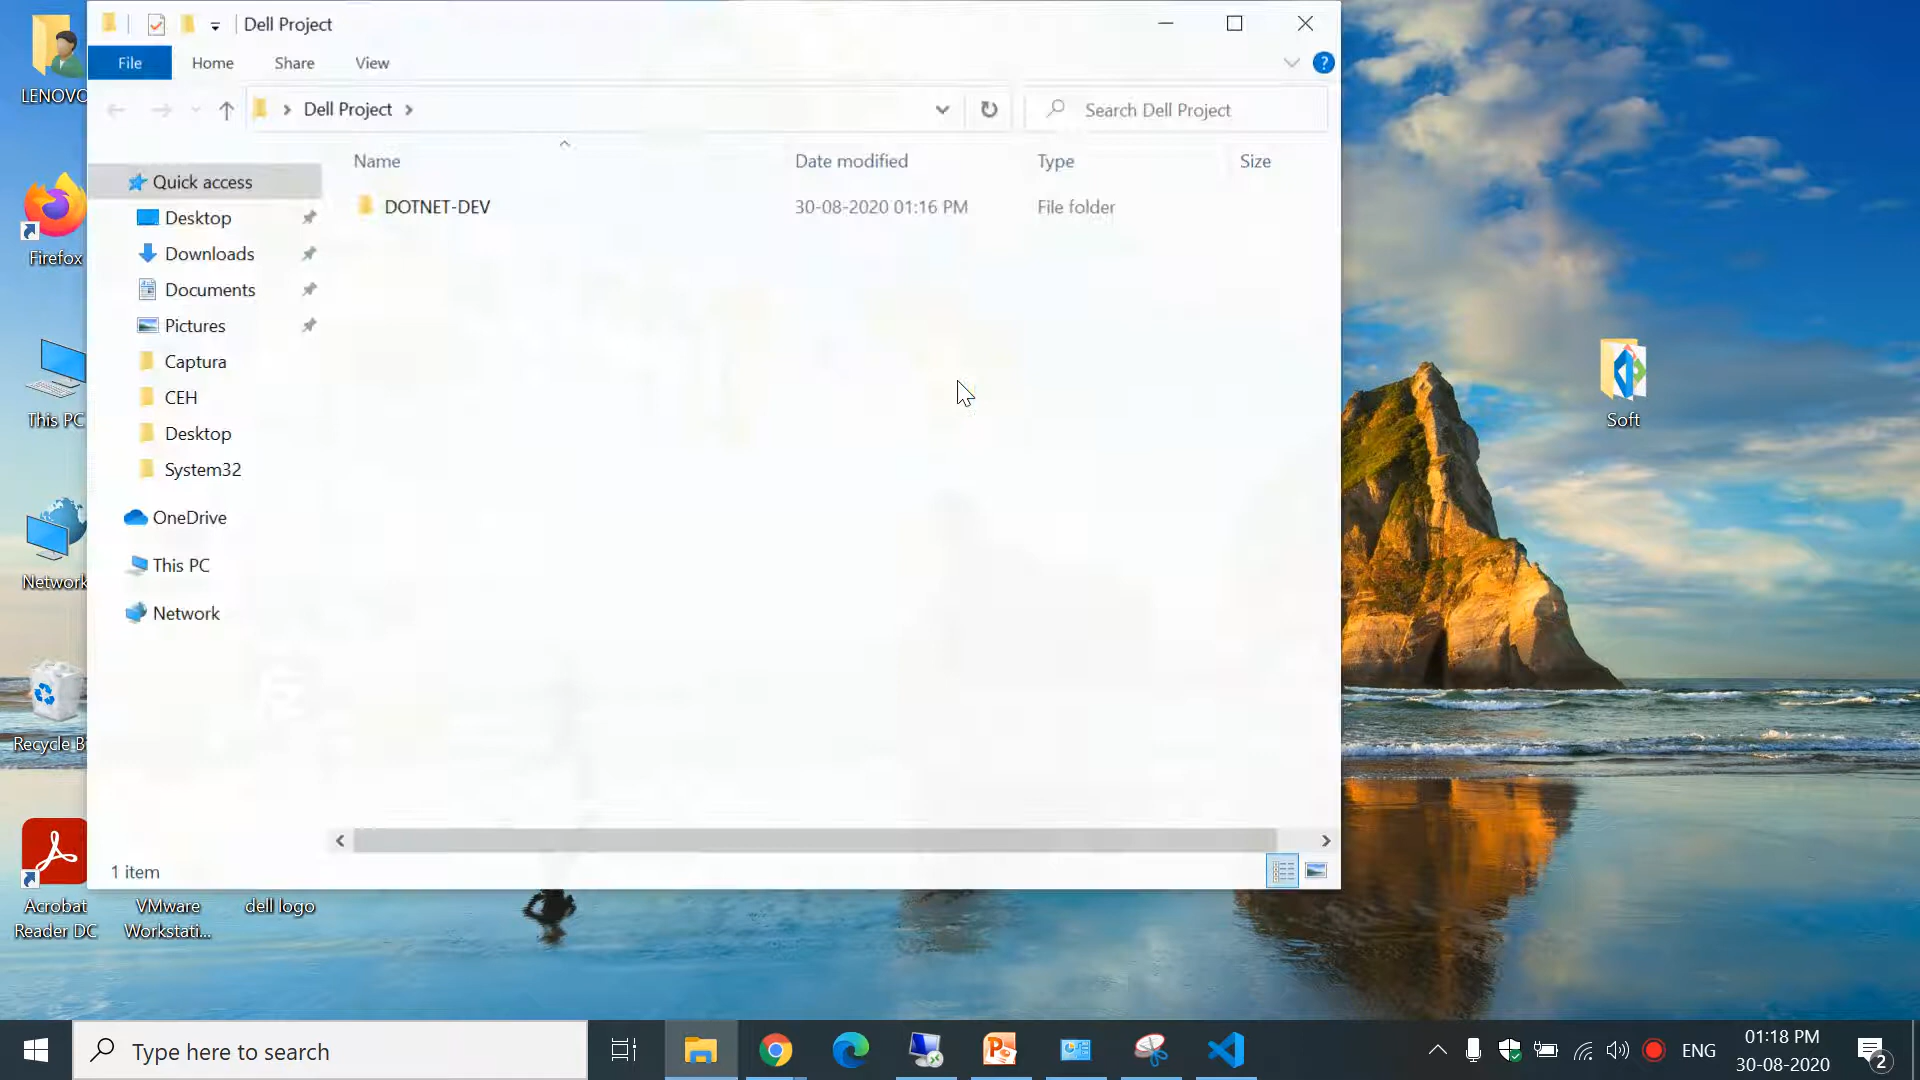 Dell Project
File
Home
Share
View
?
Dell Project
Search Dell Project
Name
Date modified
Type
Size
DOTNET-DEV
30-08-2020 01:16 PM
File folder
Quick access
Desktop
Downloads
Documents
Pictures
Captura
CEH
Desktop
System32
OneDrive
This PC
Network
1 item
LENOVO
Firefox
This PC
Network
Recycle B
Acrobat
Reader DC
VMware
Workstati...
dell logo
Soft
Type here to search
ENG
01:18 PM
30-08-2020
2